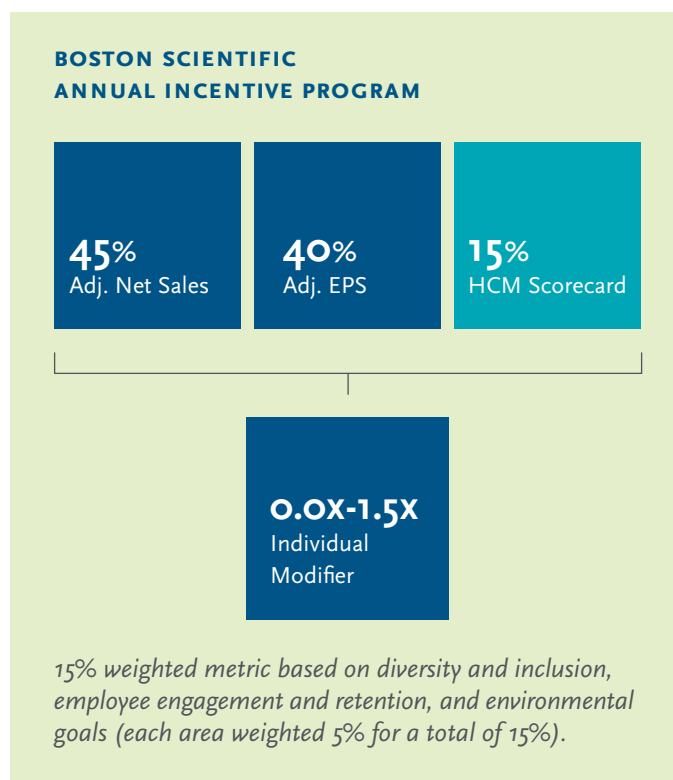 BOSTON SCIENTIFIC
ANNUAL INCENTIVE PROGRAM
45%
Adj. Net Sales
40%
Adj. EPS
15%
HCM Scorecard
0.0X-1.5X
Individual
Modifier
15% weighted metric based on diversity and inclusion,
employee engagement and retention, and environmental
goals (each area weighted 5% for a total of 15%).